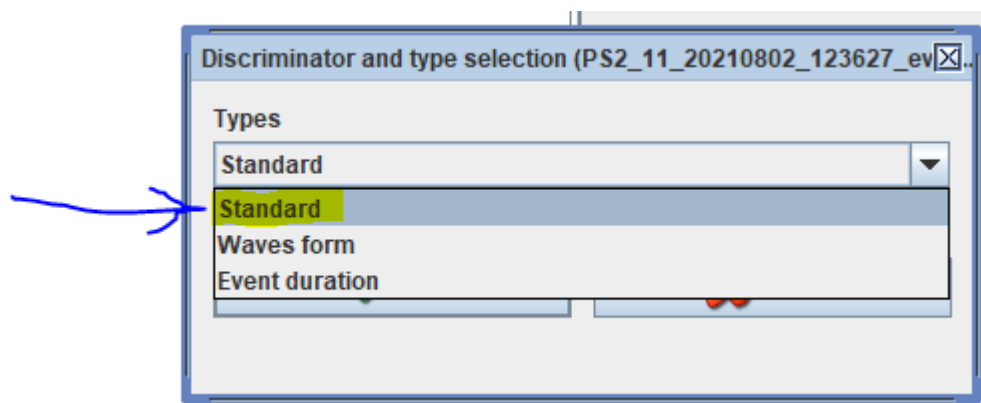 Discriminator and type selection (PS2_11_20210802_123627_ev..
Types
Standard
Standard
Waves form
Event duration